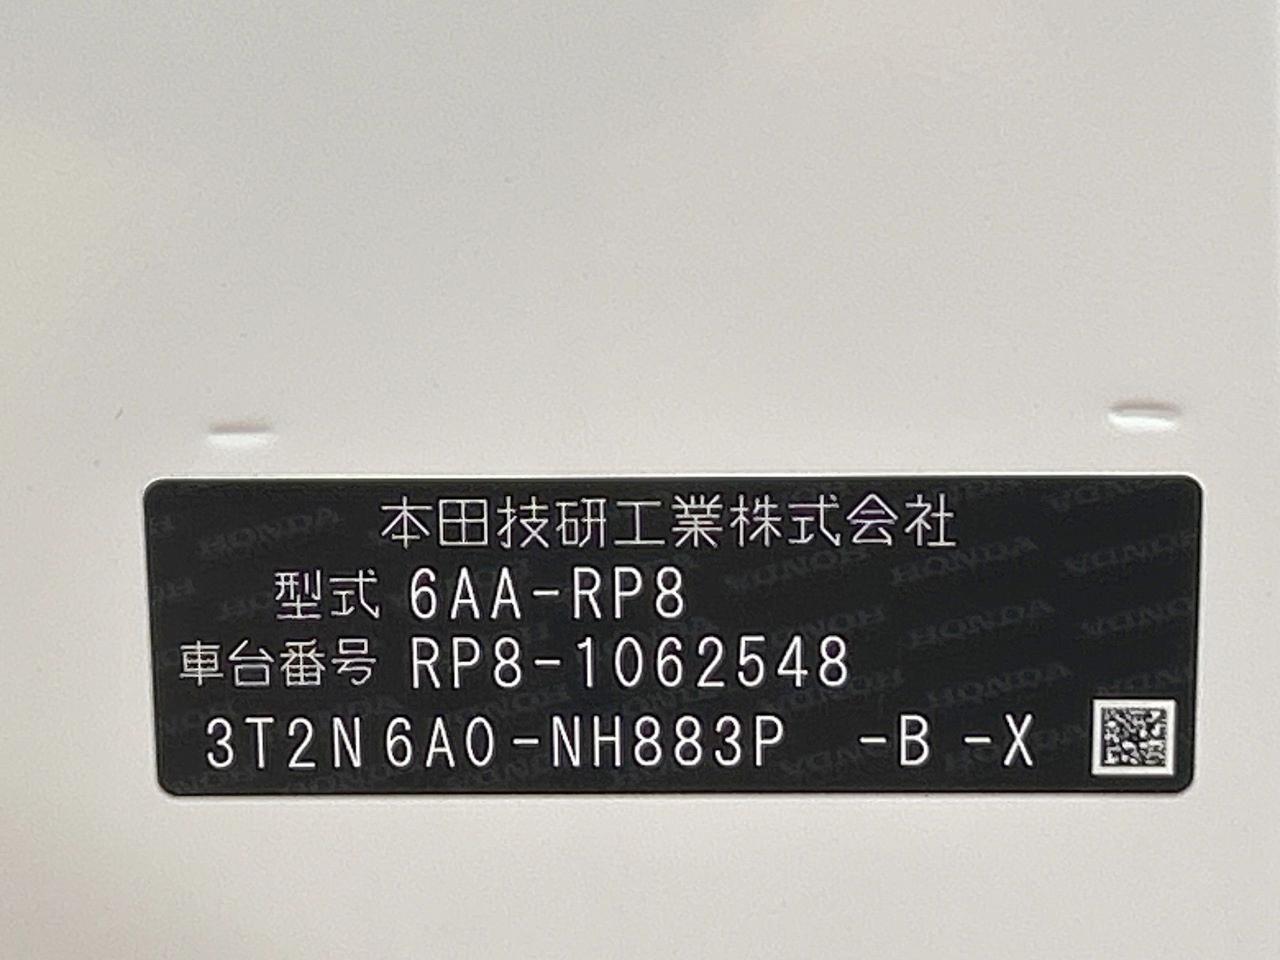 本田技研工業株式会社
型式 6AA-RP8
車台番号 RP8-1062548
3T2N6A0-NH883P -B -X